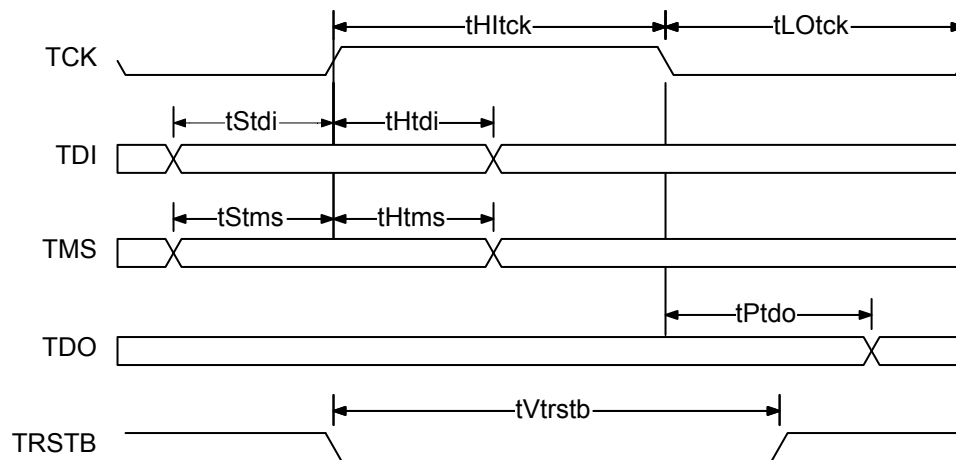 tHItck
tLOtck
TCK
tStdi
tHtdi
TDI
tStms
tHtms
TMS
tPtdo
TDO
tVtrstb
TRSTB